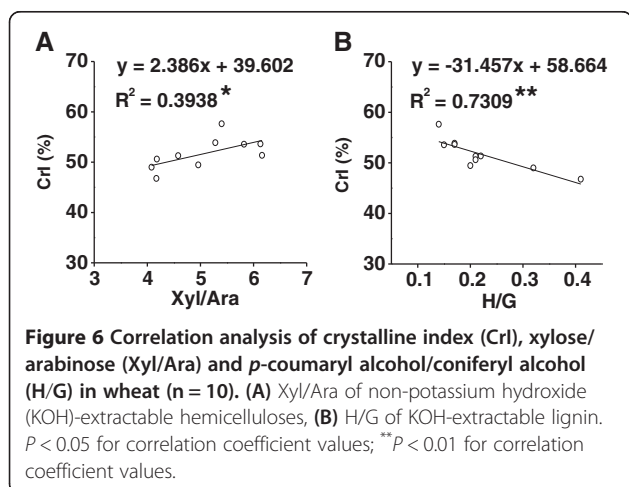 A
y = 2.386x + 39.602
R² = 0.3938 *
CrI (%)
70
60
50
40
30
3 4 5 6 7
Xyl/Ara
B
y = -31.457x + 58.664
R² = 0.7309 **
CrI (%)
70
60
50
40
30
0.1 0.2 0.3 0.4
H/G
Figure 6 Correlation analysis of crystalline index (CrI), xylose/
arabinose (Xyl/Ara) and p-coumaryl alcohol/coniferyl alcohol
(H/G) in wheat (n = 10). (A) Xyl/Ara of non-potassium hydroxide
(KOH)-extractable hemicelluloses, (B) H/G of KOH-extractable lignin.
P < 0.05 for correlation coefficient values; **P < 0.01 for correlation
coefficient values.